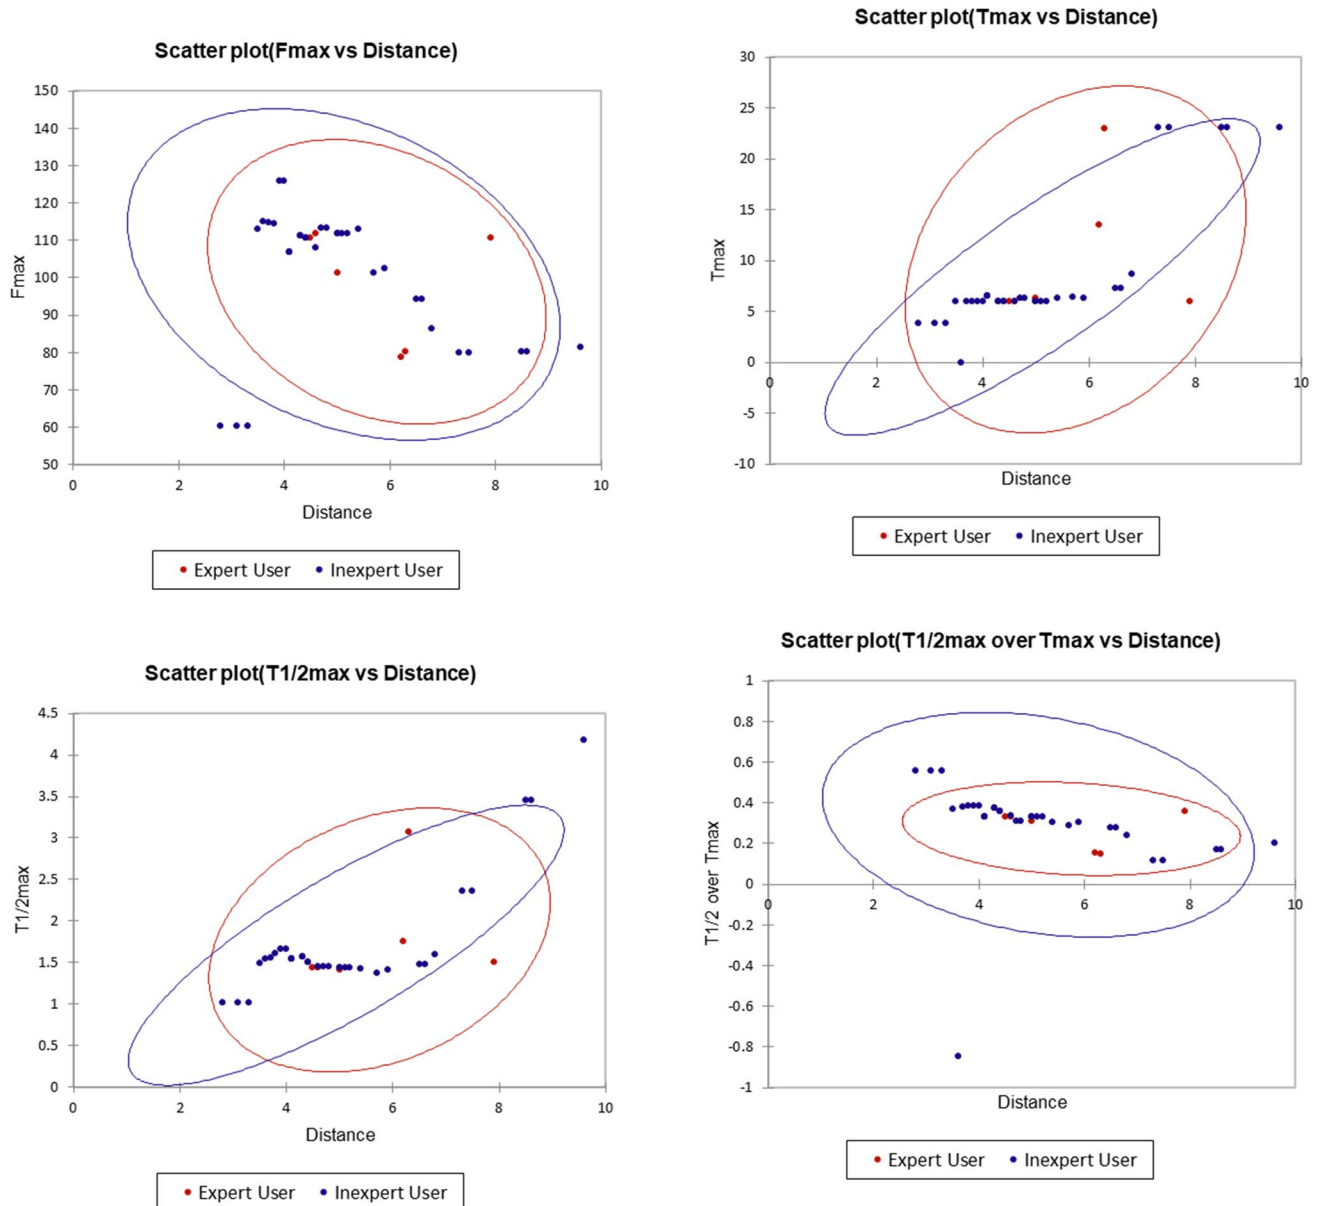 Scatter plot(Fmax vs Distance)
150
140
130
120
110
100
90
80
70
60
50
Fmax
0 2 4 6 8 10
Distance
Expert User Inexpert User
Scatter plot(Tmax vs Distance)
30
25
20
15
10
5
0
-5
-10
Tmax
0 2 4 6 8 10
Distance
Expert User Inexpert User
Scatter plot(T1/2max vs Distance)
4.5
4
3.5
3
2.5
2
1.5
1
0.5
0
T1/2max
0 2 4 6 8 10
Distance
Expert User Inexpert User
Scatter plot(T1/2max over Tmax vs Distance)
1
0.8
0.6
0.4
0.2
0
-0.2
-0.4
-0.6
-0.8
-1
T1/2 over Tmax
0 2 4 6 8 10
Distance
Expert User Inexpert User